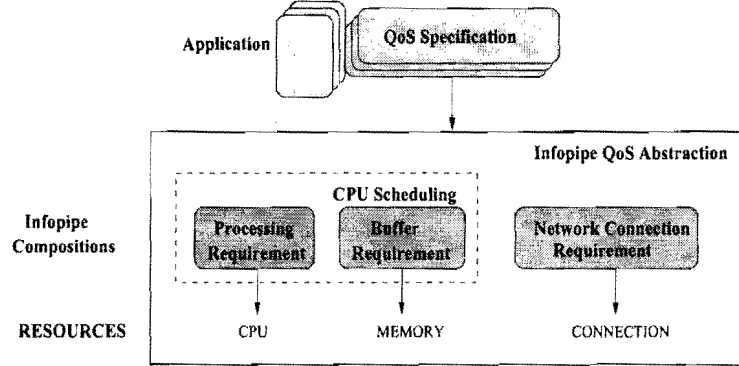 Application
QoS Specification
Infopipe QoS Abstraction
CPU Scheduling
Infopipe
Compositions
Processing
Requirement
Buffer
Requirement
Network Connection
Requirement
RESOURCES
CPU
MEMORY
CONNECTION